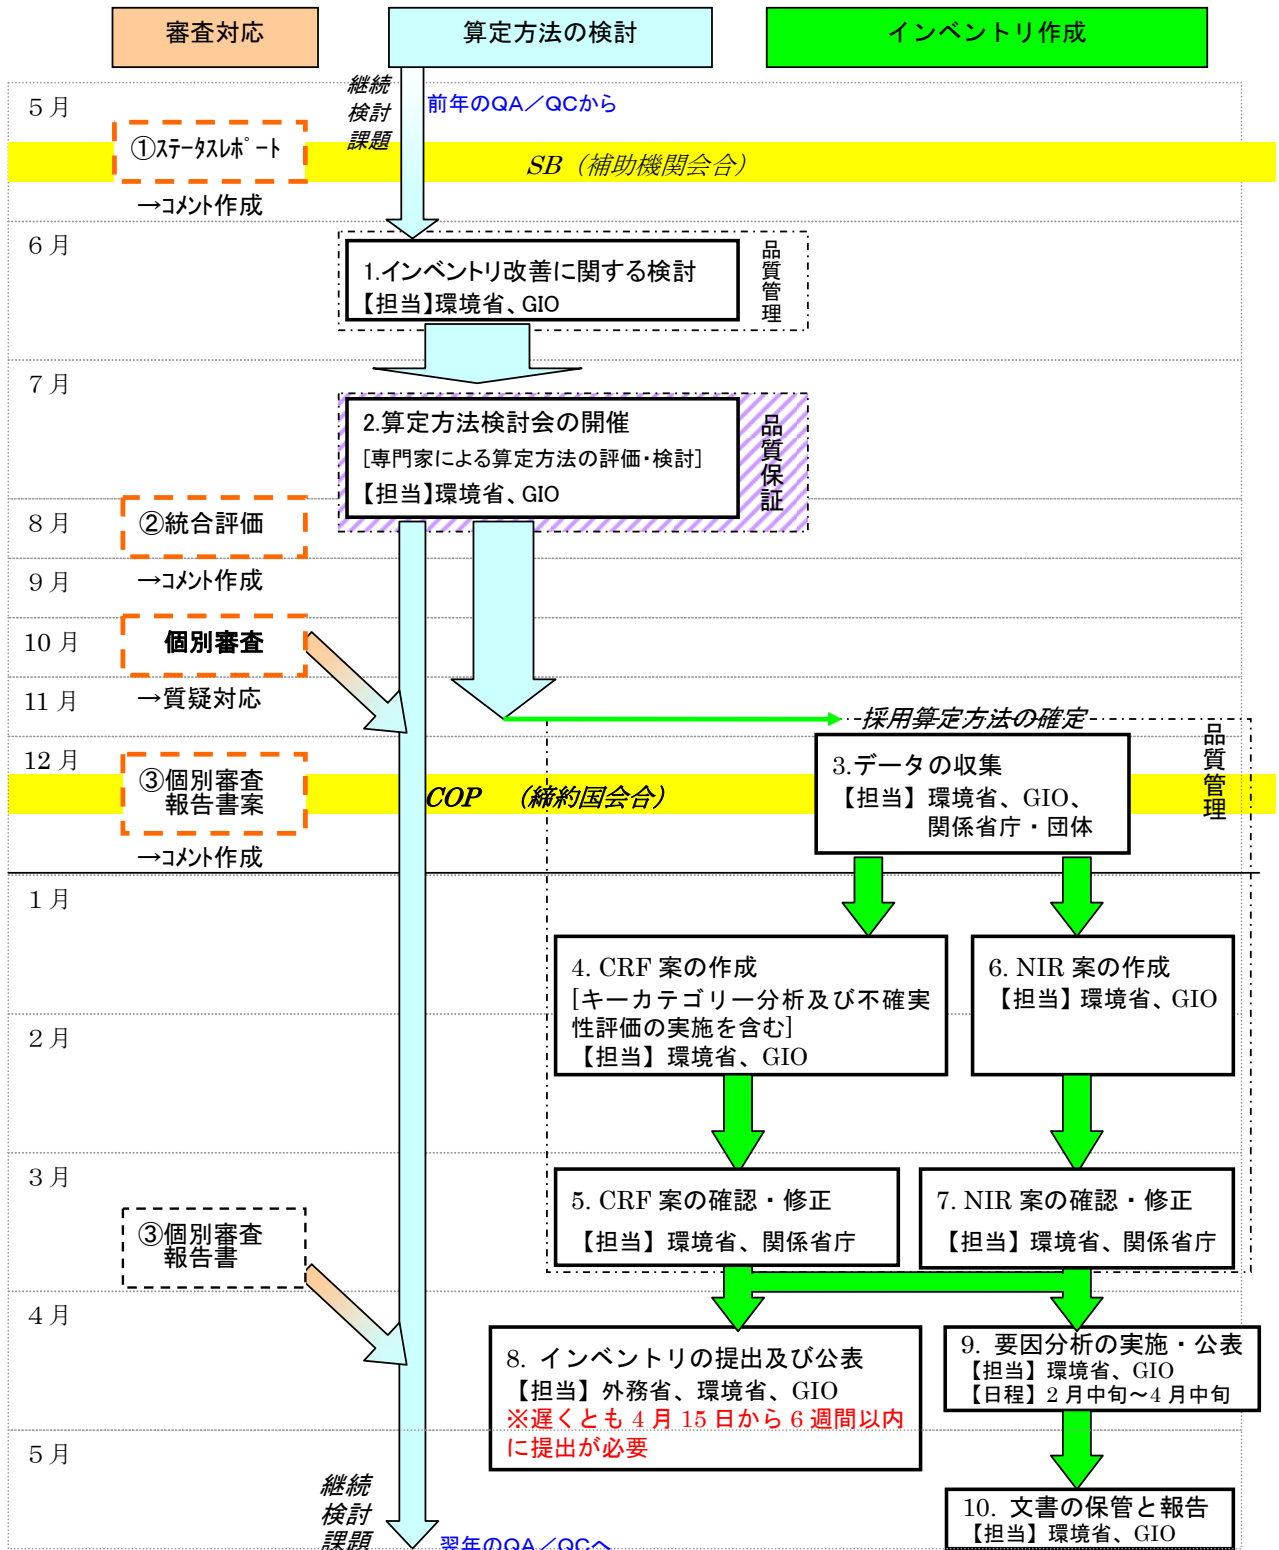 審査対応
算定方法の検討
インベントリ作成
5月
継続
検討
課題
前年のQA／QCから
①ステータスレポート
SB（補助機関会合）
→コメント作成
6月
1.インベントリ改善に関する検討
【担当】環境省、GIO
品質管理
7月
2.算定方法検討会の開催
[専門家による算定方法の評価・検討]
【担当】環境省、GIO
品質保証
8月
②統合評価
9月
→コメント作成
10月
個別審査
11月
→質疑対応
採用算定方法の確定
12月
③個別審査
報告書案
COP （締約国会合）
3.データの収集
【担当】環境省、GIO、
関係省庁・団体
品質管理
→コメント作成
1月
4. CRF 案の作成
[キーカテゴリー分析及び不確実
性評価の実施を含む]
【担当】環境省、GIO
6. NIR 案の作成
【担当】環境省、GIO
2月
3月
5. CRF 案の確認・修正
【担当】環境省、関係省庁
7. NIR 案の確認・修正
【担当】環境省、関係省庁
③個別審査
報告書
4月
8. インベントリの提出及び公表
【担当】外務省、環境省、GIO
※遅くとも 4 月 15 日から 6 週間以内
に提出が必要
9. 要因分析の実施・公表
【担当】環境省、GIO
【日程】2 月中旬～4 月中旬
5月
継続
検討
課題
翌年のQA／QCへ
10. 文書の保管と報告
【担当】環境省、GIO